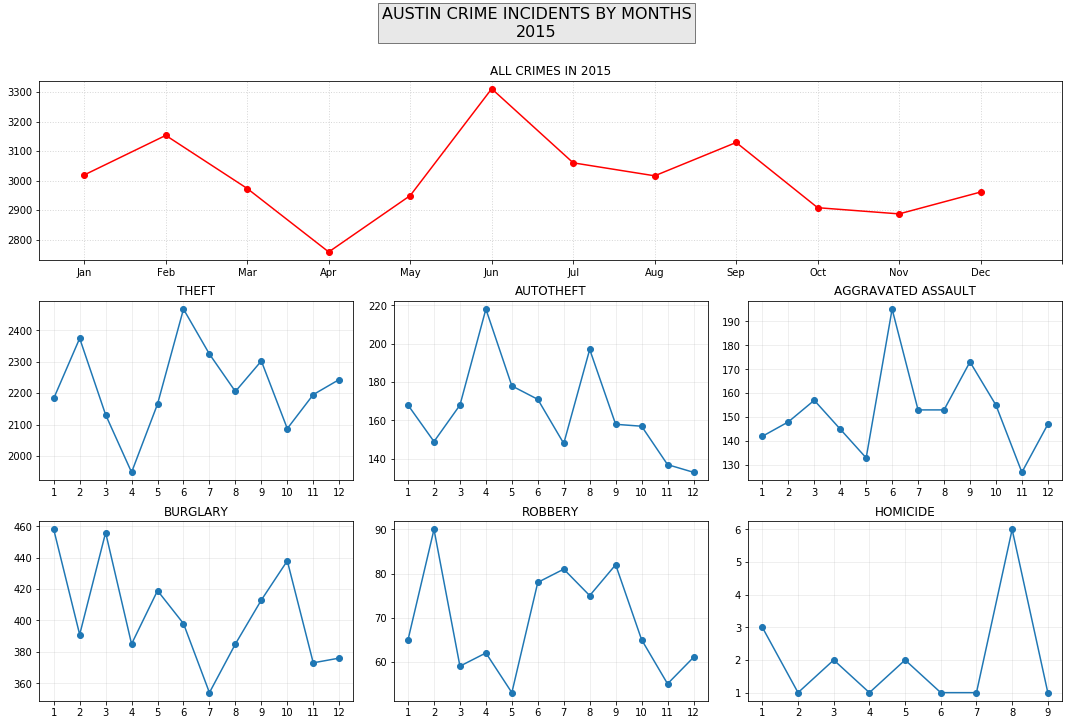 AUSTIN CRIME INCIDENTS BY MONTHS
2015
ALL CRIMES IN 2015
3300
3200
3100
3000
2900
2800
Jan Feb Mar Apr May Jun Jul Aug Sep Oct Nov Dec
THEFT
2400
2300
2200
2100
2000
1 2 3 4 5 6 7 8 9 10 11 12
AUTOTHEFT
220
200
180
160
140
1 2 3 4 5 6 7 8 9 10 11 12
AGGRAVATED ASSAULT
190
180
170
160
150
140
130
1 2 3 4 5 6 7 8 9 10 11 12
BURGLARY
460
440
420
400
380
360
1 2 3 4 5 6 7 8 9 10 11 12
ROBBERY
90
80
70
60
1 2 3 4 5 6 7 8 9 10 11 12
HOMICIDE
6
5
4
3
2
1
1 2 3 4 5 6 7 8 9